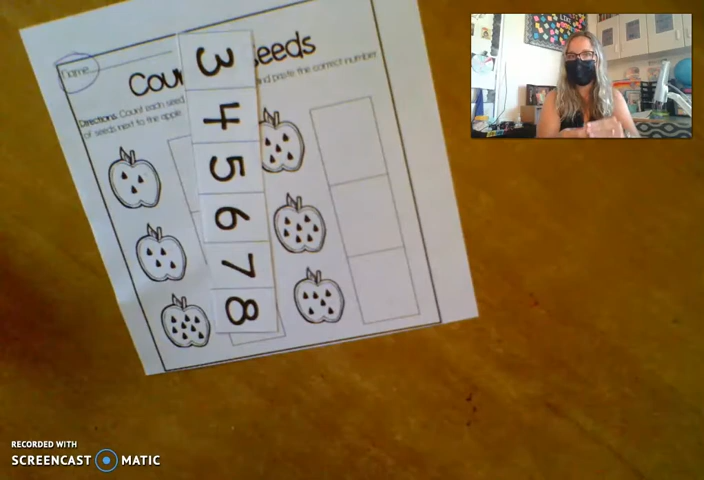 Name
Cou seeds
Directions: Count each seed and paste the correct number
of seeds next to the apple.
3
4
5
6
7
8
RECORDED WITH
SCREENCAST MATIC